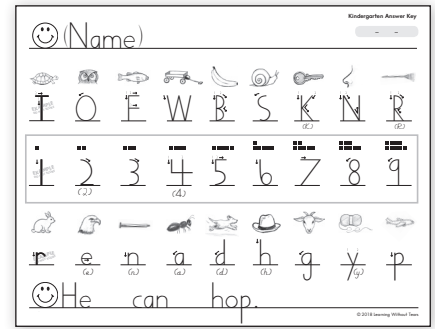 Kindergarten Answer Key
– –
(Name)
T O F W B S K N R
(K) (R)
1 2 3 4 5 6 7 8 9
(2) (4)
r e n a d h g y p
(e) (n) (a) (d) (h) (y)
He can hop.
© 2018 Learning Without Tears